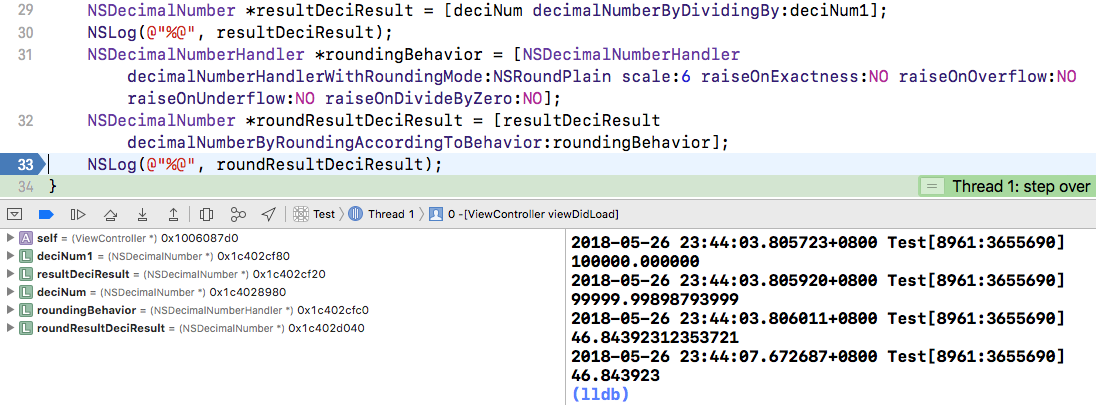 29 NSDecimalNumber *resultDeciResult = [deciNum decimalNumberByDividingBy:deciNum1];
30 NSLog(@"%@", resultDeciResult);
31 NSDecimalNumberHandler *roundingBehavior = [NSDecimalNumberHandler
decimalNumberHandlerWithRoundingMode:NSRoundPlain scale:6 raiseOnExactness:NO raiseOnOverflow:NO
raiseOnUnderflow:NO raiseOnDivideByZero:NO];
32 NSDecimalNumber *roundResultDeciResult = [resultDeciResult
decimalNumberByRoundingAccordingToBehavior:roundingBehavior];
33 NSLog(@"%@", roundResultDeciResult);
34 } = Thread 1: step over
Test Thread 1 0 -[ViewController viewDidLoad]
A self = (ViewController *) 0x1006087d0
L deciNum1 = (NSDecimalNumber *) 0x1c402cf80
L resultDeciResult = (NSDecimalNumber *) 0x1c402cf20
L deciNum = (NSDecimalNumber *) 0x1c4028980
L roundingBehavior = (NSDecimalNumberHandler *) 0x1c402cfc0
L roundResultDeciResult = (NSDecimalNumber *) 0x1c402d040
2018-05-26 23:44:03.805723+0800 Test[8961:3655690]
100000.000000
2018-05-26 23:44:03.805920+0800 Test[8961:3655690]
99999.99898793999
2018-05-26 23:44:03.806011+0800 Test[8961:3655690]
46.84392312353721
2018-05-26 23:44:07.672687+0800 Test[8961:3655690]
46.843923
(lldb)